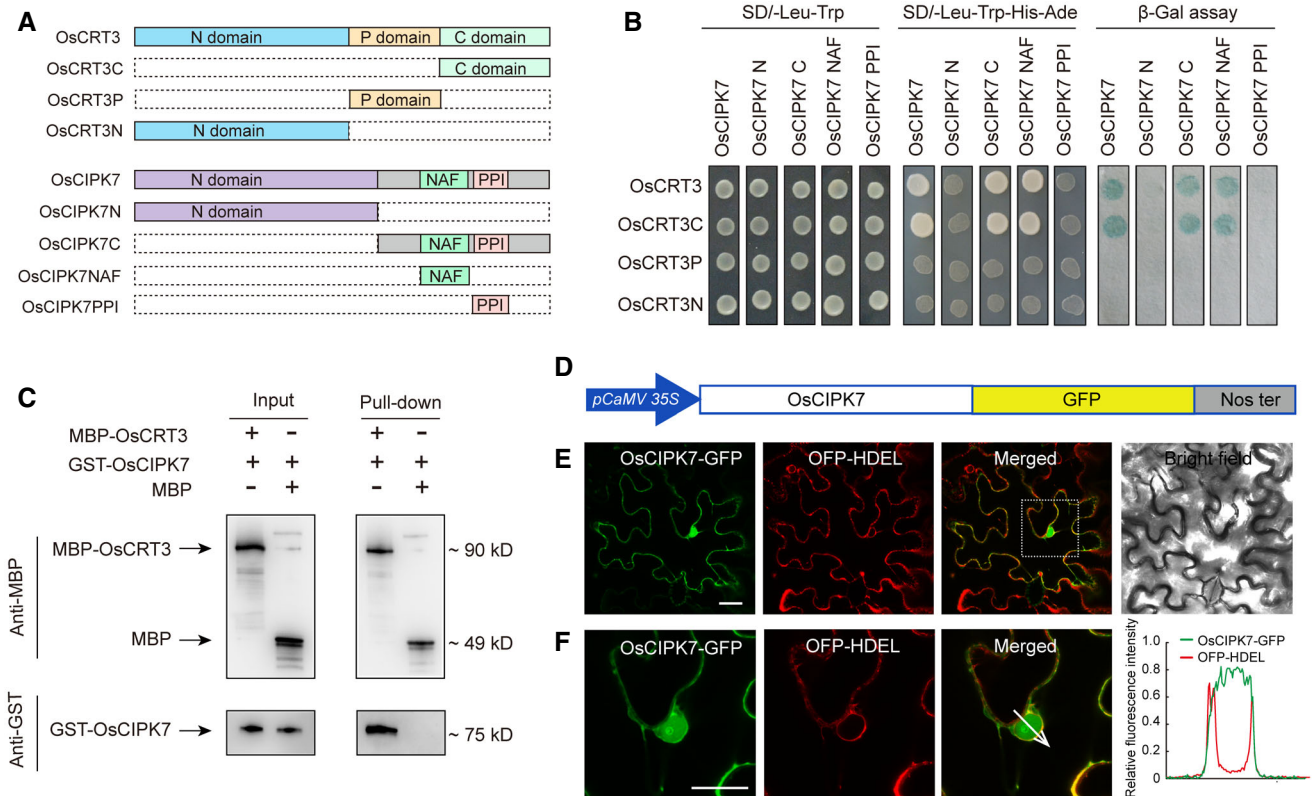 A
OsCRT3 N domain P domain C domain
OsCRT3C C domain
OsCRT3P P domain
OsCRT3N N domain
OsCIPK7 N domain NAF PPI
OsCIPK7N N domain
OsCIPK7C NAF PPI
OsCIPK7NAF NAF
OsCIPK7PPI PPI
B
SD/-Leu-Trp SD/-Leu-Trp-His-Ade β-Gal assay
OsCIPK7 OsCIPK7 N OsCIPK7 C OsCIPK7 NAF OsCIPK7 PPI OsCIPK7 OsCIPK7 N OsCIPK7 C OsCIPK7 NAF OsCIPK7 PPI OsCIPK7 OsCIPK7 N OsCIPK7 C OsCIPK7 NAF OsCIPK7 PPI
OsCRT3
OsCRT3C
OsCRT3P
OsCRT3N
C
Input Pull-down
MBP-OsCRT3 + - + -
GST-OsCIPK7 + + + +
MBP - + - +
Anti-MBP
MBP-OsCRT3 ~ 90 kD
MBP ~ 49 kD
Anti-GST
GST-OsCIPK7 ~ 75 kD
D
pCaMV 35S OsCIPK7 GFP Nos ter
E
OsCIPK7-GFP OFP-HDEL Merged Bright field
F
OsCIPK7-GFP OFP-HDEL Merged
Relative fluorescence intensity
1.0
0.8
0.6
0.4
0.2
0
OsCIPK7-GFP
OFP-HDEL